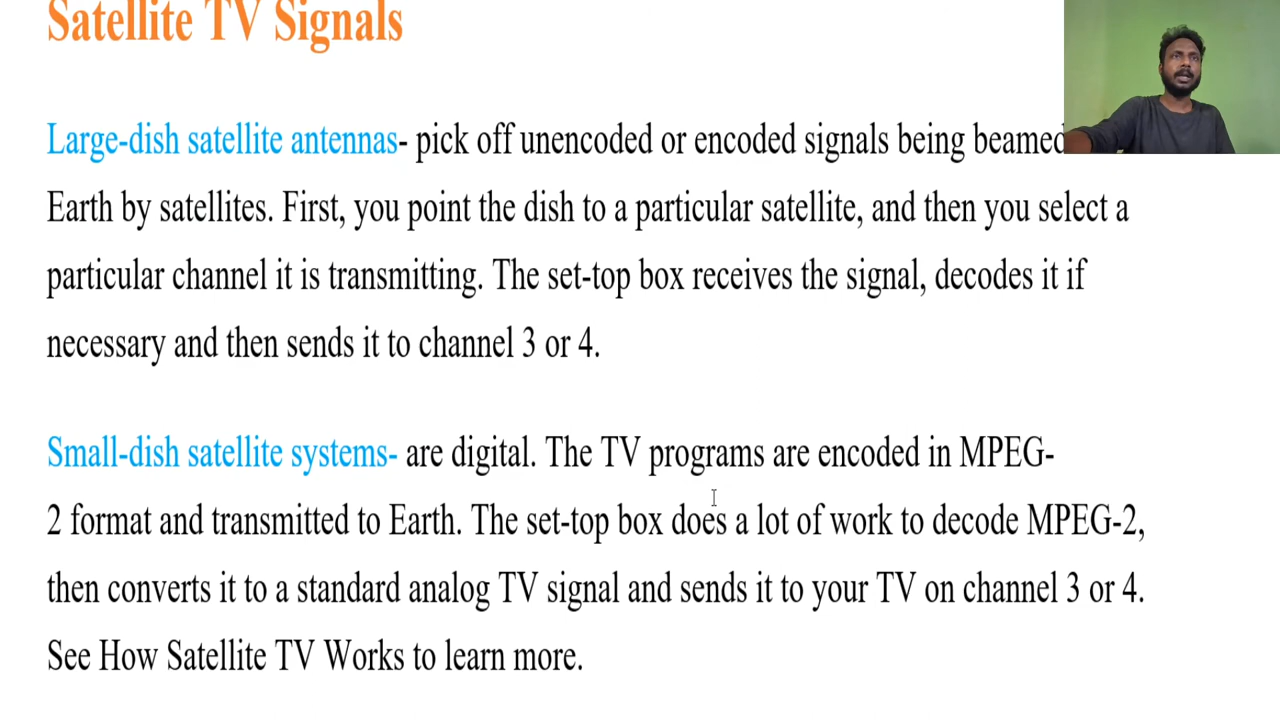 Satellite TV Signals
Large-dish satellite antennas- pick off unencoded or encoded signals being beamed
Earth by satellites. First, you point the dish to a particular satellite, and then you select a
particular channel it is transmitting. The set-top box receives the signal, decodes it if
necessary and then sends it to channel 3 or 4.
Small-dish satellite systems- are digital. The TV programs are encoded in MPEG-
2 format and transmitted to Earth. The set-top box does a lot of work to decode MPEG-2,
then converts it to a standard analog TV signal and sends it to your TV on channel 3 or 4.
See How Satellite TV Works to learn more.